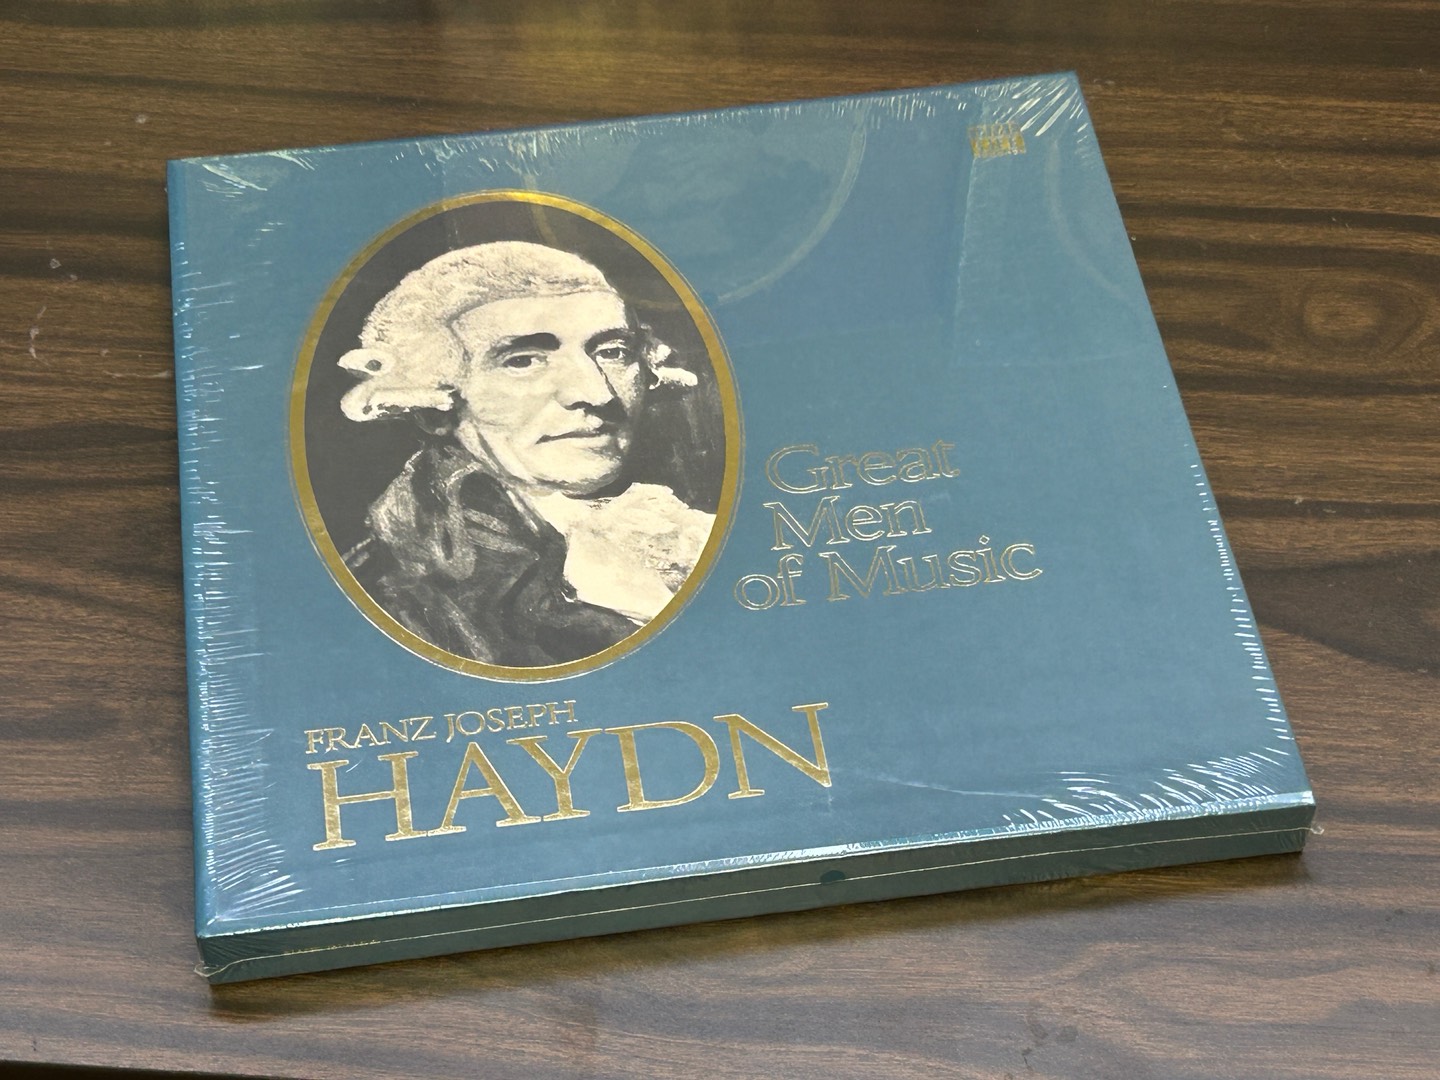 Great
Men
of Music
FRANZ JOSEPH
HAYDN